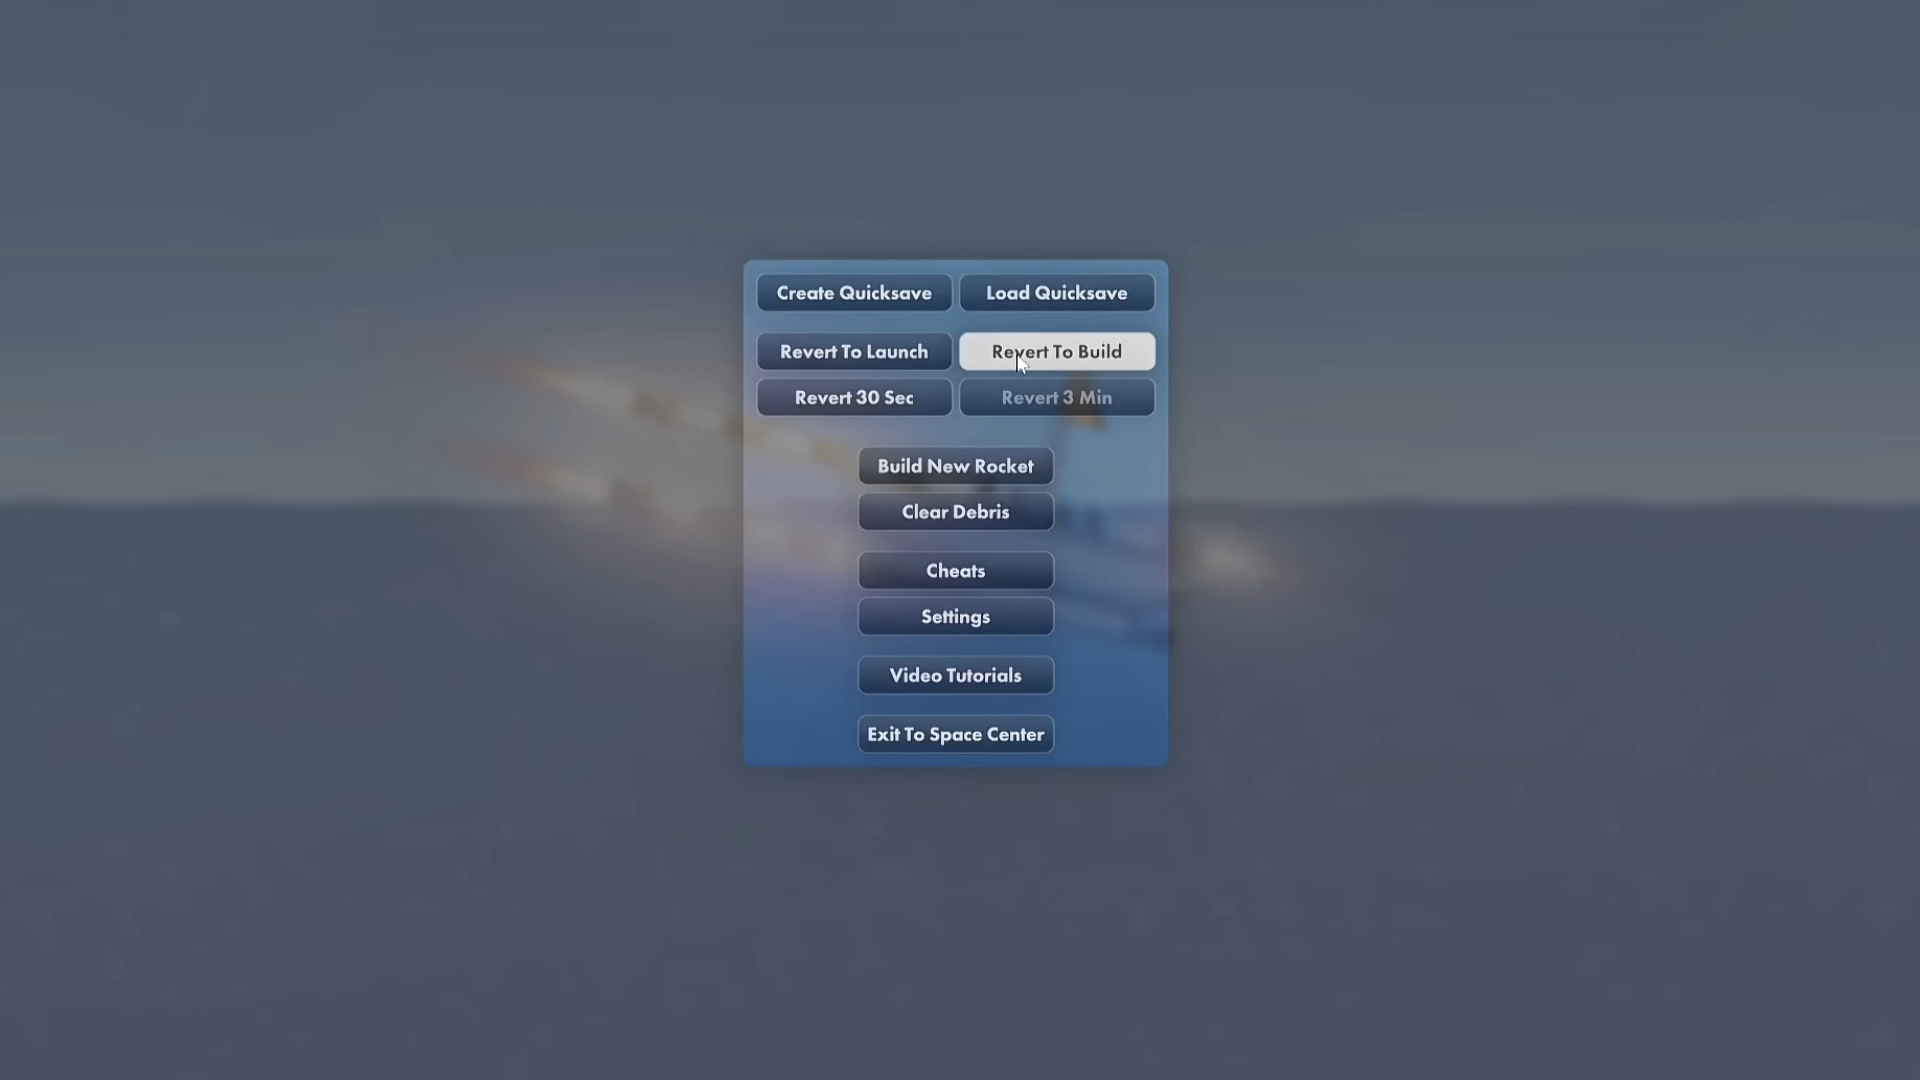 Create Quicksave
Load Quicksave
Revert To Launch
Revert To Build
Revert 30 Sec
Revert 3 Min
Build New Rocket
Clear Debris
Cheats
Settings
Video Tutorials
Exit To Space Center